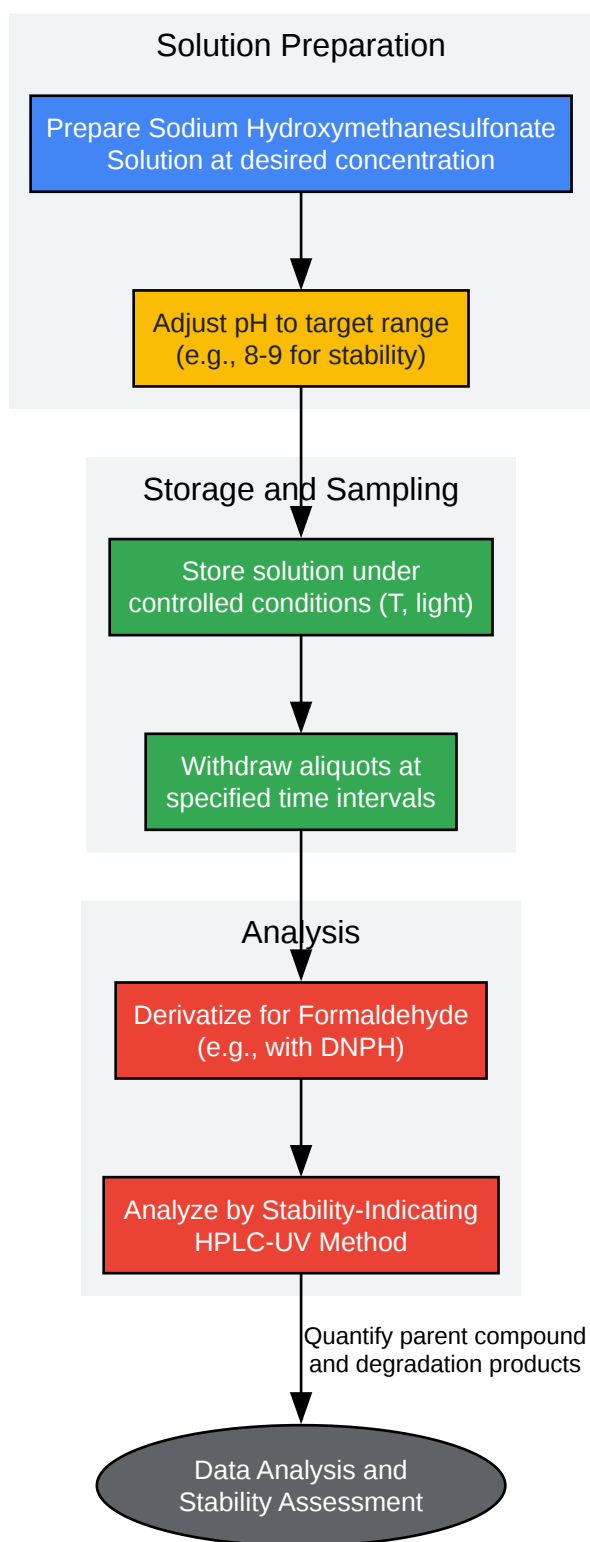 Solution Preparation
Prepare Sodium Hydroxymethanesulfonate
Solution at desired concentration
Adjust pH to target range
(e.g., 8-9 for stability)
Storage and Sampling
Store solution under
controlled conditions (T, light)
Withdraw aliquots at
specified time intervals
Analysis
Derivatize for Formaldehyde
(e.g., with DNPH)
Analyze by Stability-Indicating
HPLC-UV Method
Quantify parent compound
and degradation products
Data Analysis and
Stability Assessment